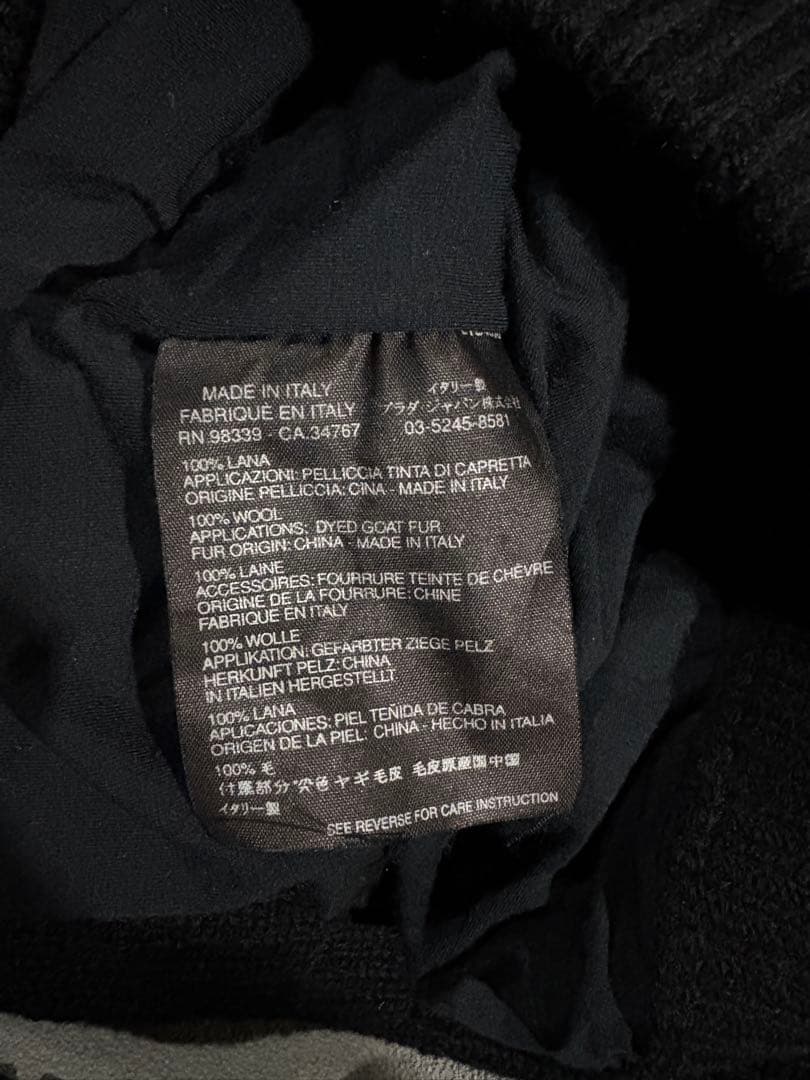 MADE IN ITALY
FABRIQUE EN ITALY
RN 98339 - CA.34767
イタリー製
プラダ・ジャパン株式会社
03-5245-8581
100% LANA
APPLICAZIONI: PELLICCIA TINTA DI CAPRETTA
ORIGINE PELLICCIA: CINA - MADE IN ITALY
100% WOOL
APPLICATIONS: DYED GOAT FUR
FUR ORIGIN: CHINA - MADE IN ITALY
100% LAINE
ACCESSOIRES: FOURRURE TEINTE DE CHÈVRE
ORIGINE DE LA FOURRURE: CHINE
FABRIQUE EN ITALY
100% WOLLE
APPLIKATION: GEFÄRBTER ZIEGE PELZ
HERKUNFT PELZ: CHINA
IN ITALIEN HERGESTELLT
100% LANA
APLICACIONES: PIEL TEÑIDA DE CABRA
ORIGEN DE LA PIEL: CHINA - HECHO EN ITALIA
100% 毛
付属部分 染色 ヤギ毛皮 毛皮原産国中国
イタリー製
SEE REVERSE FOR CARE INSTRUCTION